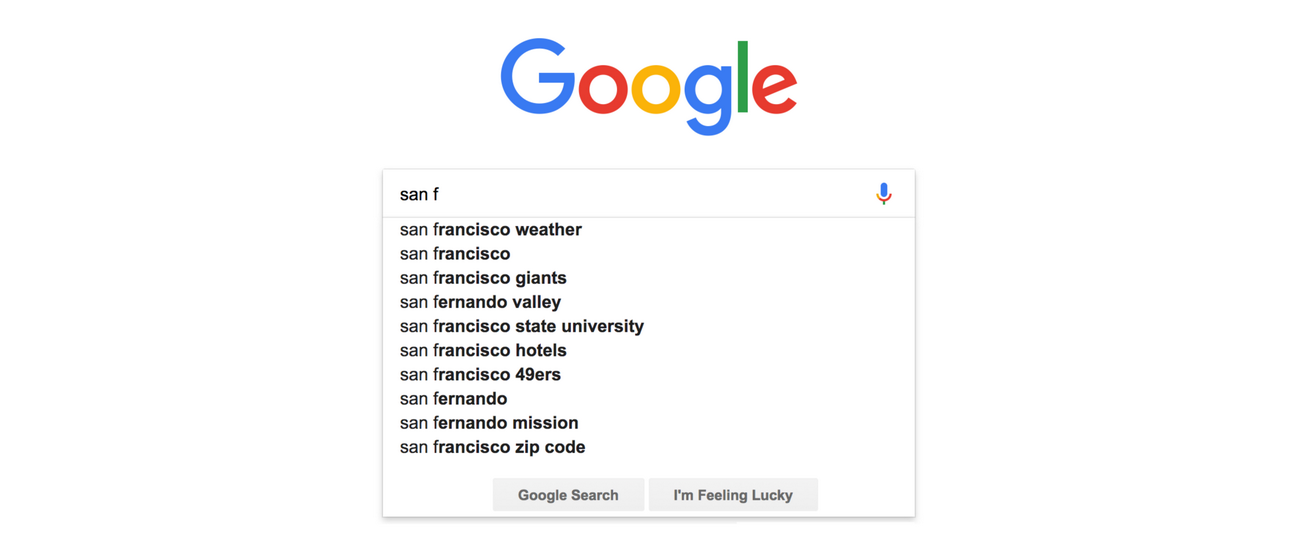 Google
san f
san francisco weather
san francisco
san francisco giants
san fernando valley
san francisco state university
san francisco hotels
san francisco 49ers
san fernando
san fernando mission
san francisco zip code
Google Search
I'm Feeling Lucky